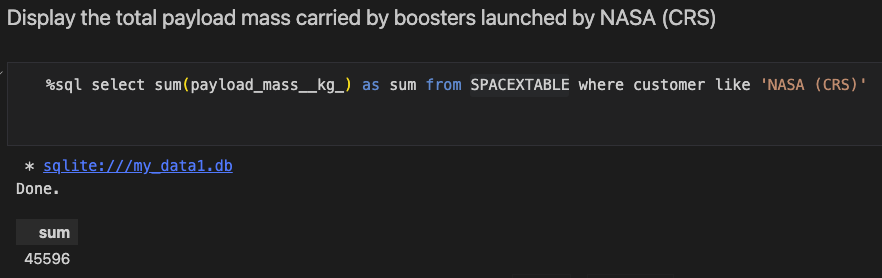 Display the total payload mass carried by boosters launched by NASA (CRS)
%sql select sum(payload_mass__kg_) as sum from SPACEXTABLE where customer like 'NASA (CRS)'
* sqlite:///my_data1.db
Done.
sum
45596